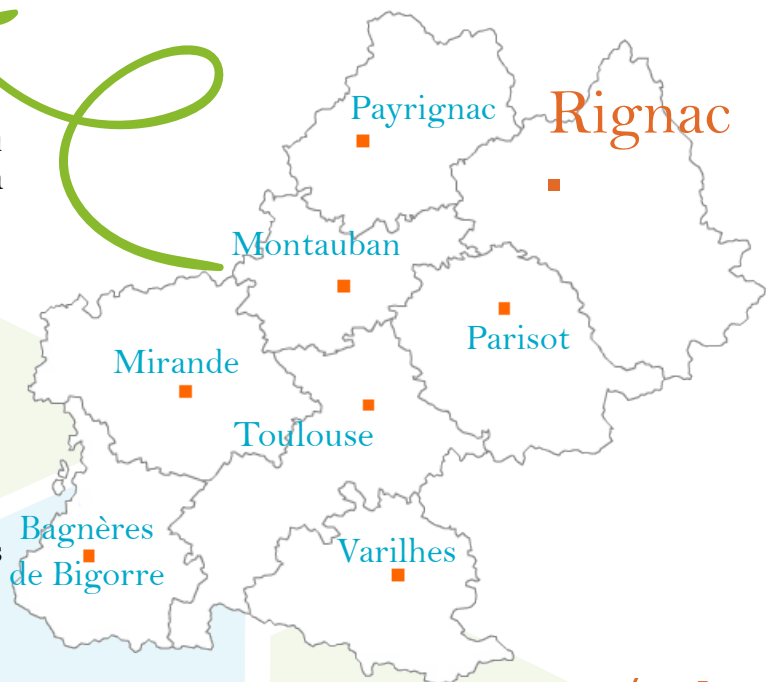 Payrignac
Rignac
Montauban
Parisot
Mirande
Toulouse
Bagnères
de Bigorre
Varilhes